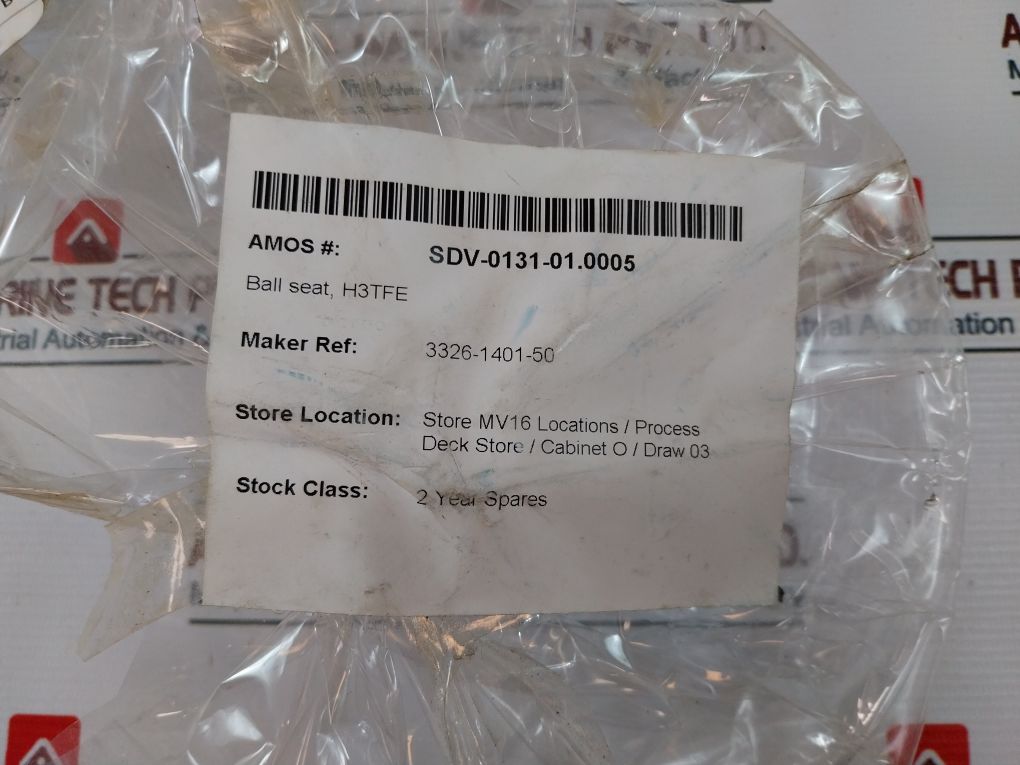 AMOS #: SDV-0131-01.0005
Ball seat, H3TFE
Maker Ref: 3326-1401-50
Store Location: Store MV16 Locations / Process
Deck Store / Cabinet O / Draw 03
Stock Class: 2 Year Spares
TECH